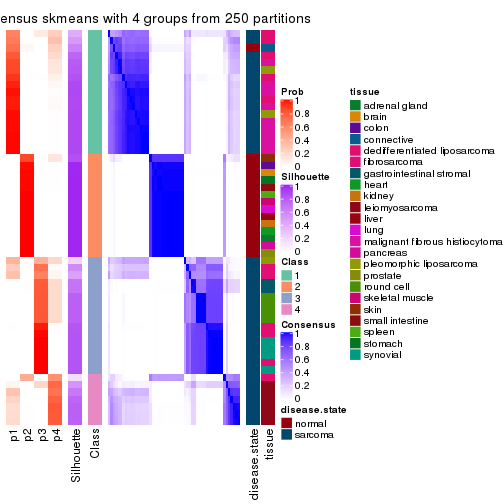 ensus skmeans with 4 groups from 250 partitions
p1
p2
p3
p4
Silhouette
Class
disease.state
tissue
Prob
1
0.8
0.6
0.4
0.2
0
Silhouette
1
0.8
0.6
0.4
0.2
0
Class
1
2
3
4
Consensus
1
0.8
0.6
0.4
0.2
0
disease.state
normal
sarcoma
tissue
adrenal gland
brain
colon
connective
dedifferentiated liposarcoma
fibrosarcoma
gastrointestinal stromal
heart
kidney
leiomyosarcoma
liver
lung
malignant fibrous histiocytoma
pancreas
pleomorphic liposarcoma
prostate
round cell
skeletal muscle
skin
small intestine
spleen
stomach
synovial